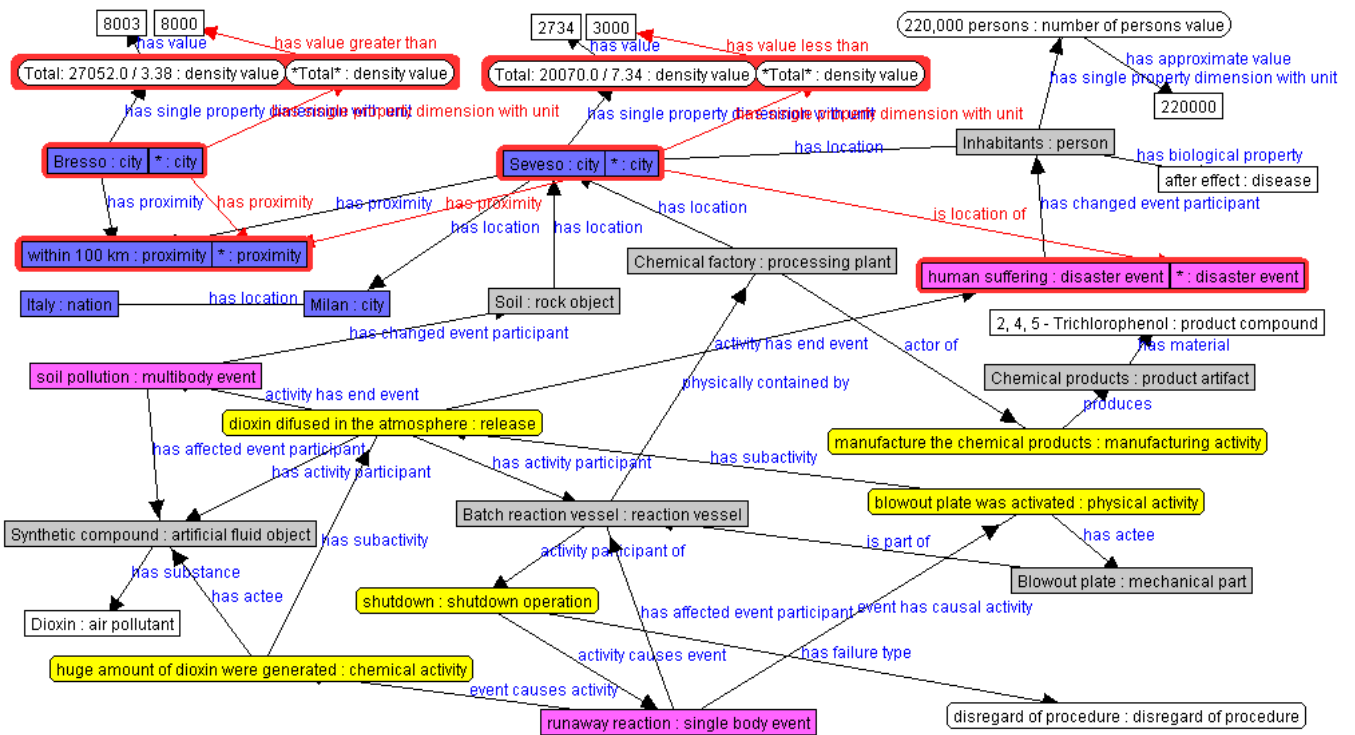 8003
8000
has value
has value greater than
2734
3000
has value
has value less than
220,000 persons : number of persons value
has approximate value
has single property dimension with unit
220000
Total: 27052.0 / 3.38 : density value
*Total* : density value
Total: 20070.0 / 7.34 : density value
*Total* : density value
has single property dimension with unit
has single property dimension with unit
has single property dimension with unit
has single property dimension with unit
Bresso : city
* : city
Seveso : city
* : city
has location
Inhabitants : person
has biological property
after effect : disease
has proximity
has proximity
has proximity
has proximity
has location
is location of
has changed event participant
has location
has location
within 100 km : proximity
* : proximity
Chemical factory : processing plant
human suffering : disaster event
* : disaster event
Italy : nation
has location
Milan : city
Soil : rock object
has changed event participant
2, 4, 5 - Trichlorophenol : product compound
activity has end event
actor of
has material
soil pollution : multibody event
physically contained by
Chemical products : product artifact
activity has end event
produces
dioxin difused in the atmosphere : release
manufacture the chemical products : manufacturing activity
has affected event participant
has activity participant
has activity participant
has subactivity
blowout plate was activated : physical activity
Synthetic compound : artificial fluid object
has subactivity
Batch reaction vessel : reaction vessel
has actee
activity participant of
is part of
has substance
has actee
Blowout plate : mechanical part
shutdown : shutdown operation
has affected event participant
event has causal activity
Dioxin : air pollutant
activity causes event
has failure type
huge amount of dioxin were generated : chemical activity
event causes activity
runaway reaction : single body event
disregard of procedure : disregard of procedure